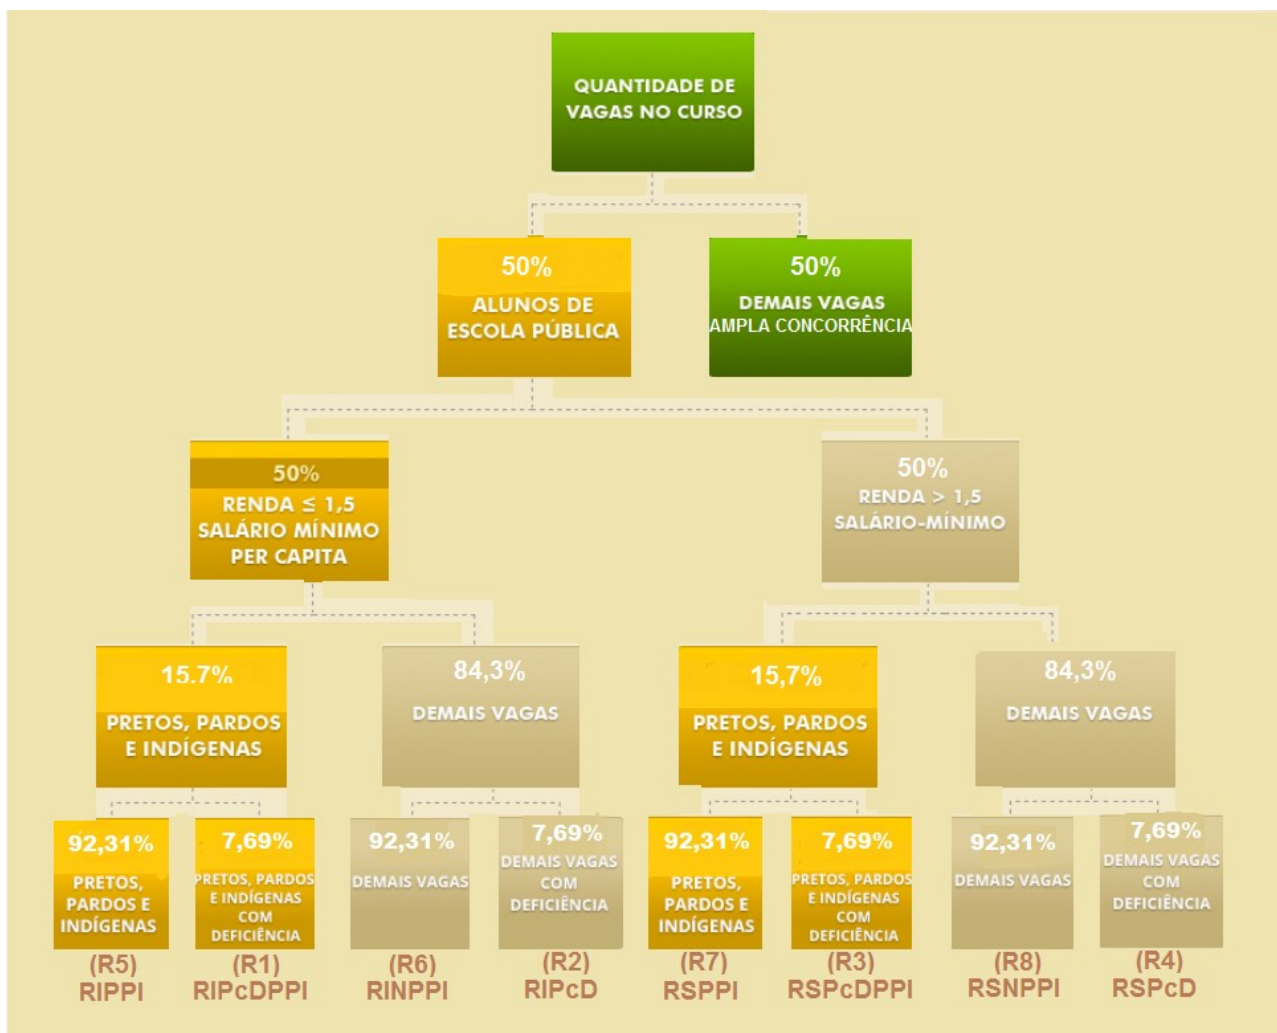 QUANTIDADE DE
VAGAS NO CURSO
50%
ALUNOS DE
ESCOLA PÚBLICA
50%
DEMAIS VAGAS
AMPLA CONCORRÊNCIA
50%
RENDA ≤ 1,5
SALÁRIO MÍNIMO
PER CAPITA
50%
RENDA > 1,5
SALÁRIO-MÍNIMO
15.7%
PRETOS, PARDOS
E INDÍGENAS
84,3%
DEMAIS VAGAS
15,7%
PRETOS, PARDOS
E INDÍGENAS
84,3%
DEMAIS VAGAS
92,31%
PRETOS,
PARDOS E
INDÍGENAS
(R5)
RIPPI
7,69%
PRETOS, PARDOS
E INDÍGENAS
COM
DEFICIÊNCIA
(R1)
RIPcDPPI
92,31%
DEMAIS VAGAS
(R6)
RINPPI
7,69%
DEMAIS VAGAS
COM
DEFICIÊNCIA
(R2)
RIPcD
92,31%
PRETOS,
PARDOS E
INDÍGENAS
(R7)
RSPPI
7,69%
PRETOS, PARDOS
E INDÍGENAS
COM
DEFICIÊNCIA
(R3)
RSPcDPPI
92,31%
DEMAIS VAGAS
(R8)
RSNPPI
7,69%
DEMAIS VAGAS
COM
DEFICIÊNCIA
(R4)
RSPcD